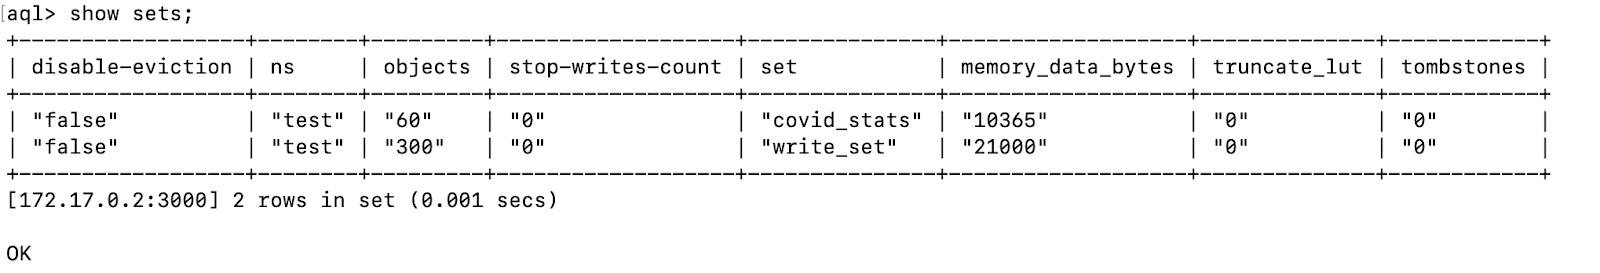 [aql> show sets;
+------------------+--------+---------+-------------------+---------------+-------------------+--------------+------------+
| disable-eviction | ns     | objects | stop-writes-count | set           | memory_data_bytes | truncate_lut | tombstones |
+------------------+--------+---------+-------------------+---------------+-------------------+--------------+------------+
| "false"          | "test" | "60"    | "0"               | "covid_stats" | "10365"           | "0"          | "0"        |
| "false"          | "test" | "300"   | "0"               | "write_set"   | "21000"           | "0"          | "0"        |
+------------------+--------+---------+-------------------+---------------+-------------------+--------------+------------+
[172.17.0.2:3000] 2 rows in set (0.001 secs)
OK